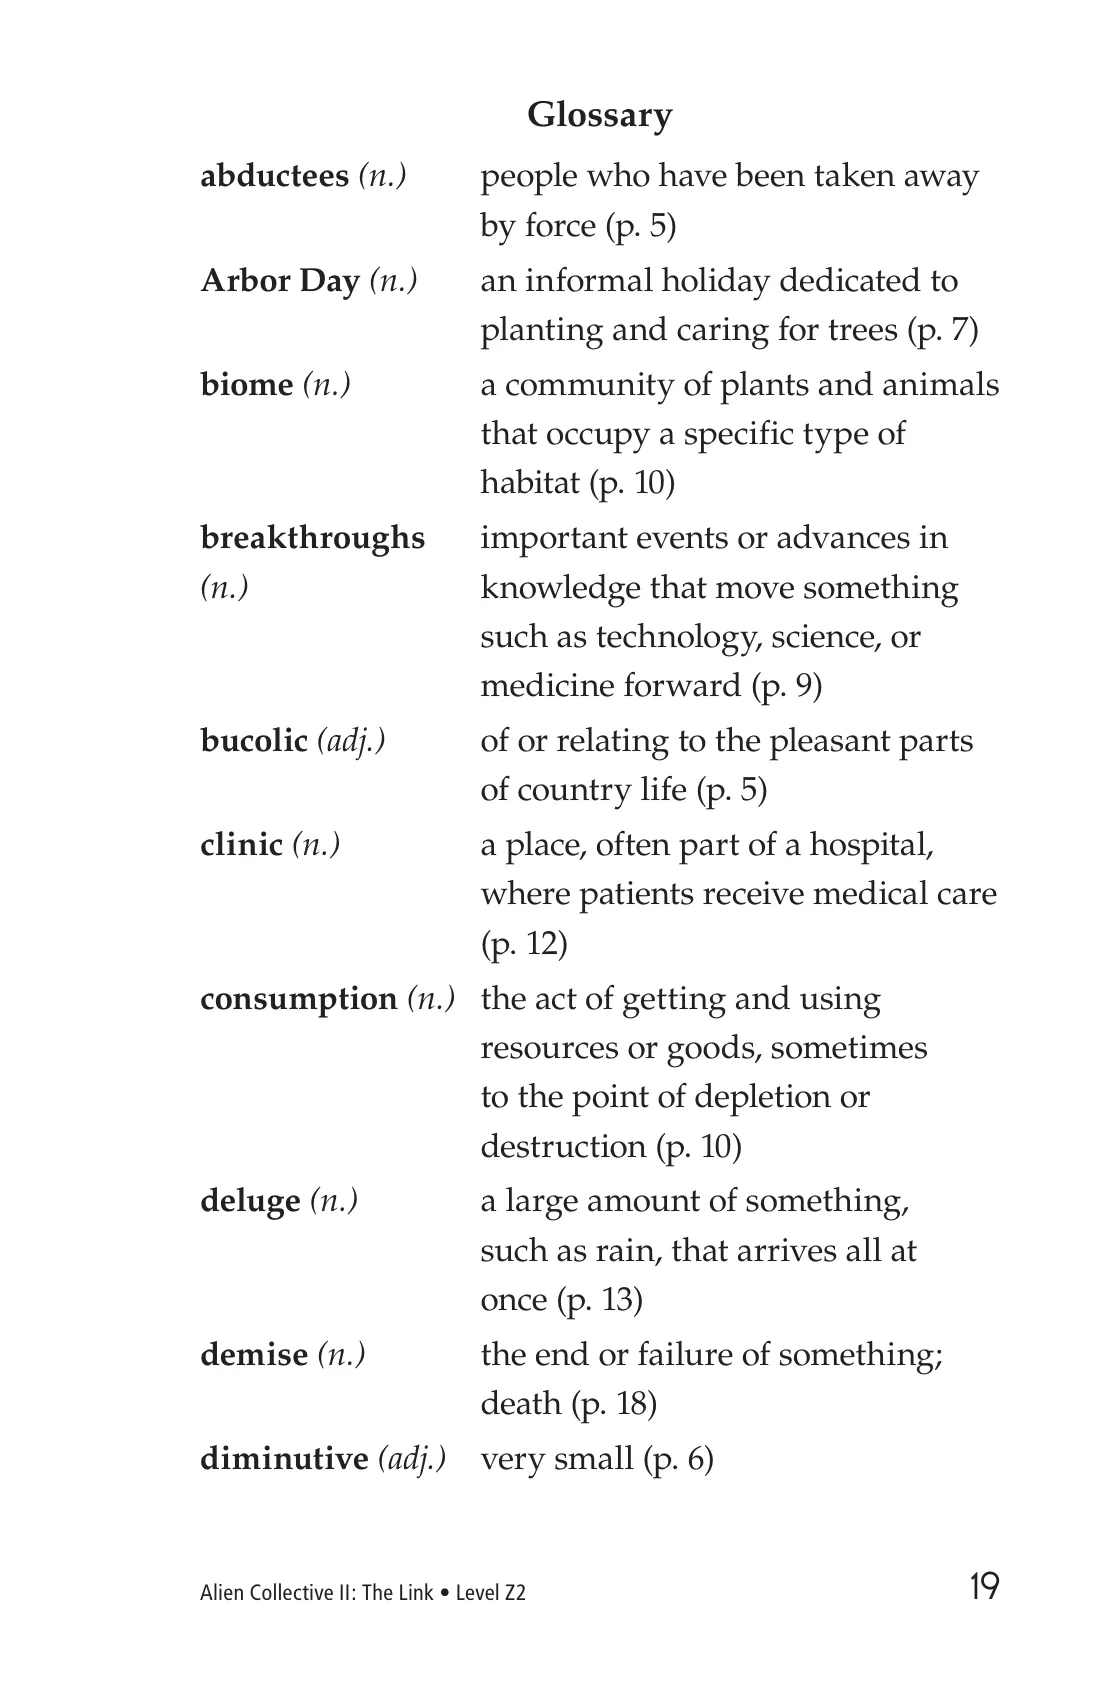 Glossary
abductees (n.) people who have been taken away
by force (p. 5)
Arbor Day (n.) an informal holiday dedicated to
planting and caring for trees (p. 7)
biome (n.) a community of plants and animals
that occupy a specific type of
habitat (p. 10)
breakthroughs important events or advances in
(n.) knowledge that move something
such as technology, science, or
medicine forward (p. 9)
bucolic (adj.) of or relating to the pleasant parts
of country life (p. 5)
clinic (n.) a place, often part of a hospital,
where patients receive medical care
(p. 12)
consumption (n.) the act of getting and using
resources or goods, sometimes
to the point of depletion or
destruction (p. 10)
deluge (n.) a large amount of something,
such as rain, that arrives all at
once (p. 13)
demise (n.) the end or failure of something;
death (p. 18)
diminutive (adj.) very small (p. 6)
Alien Collective II: The Link • Level Z2 19